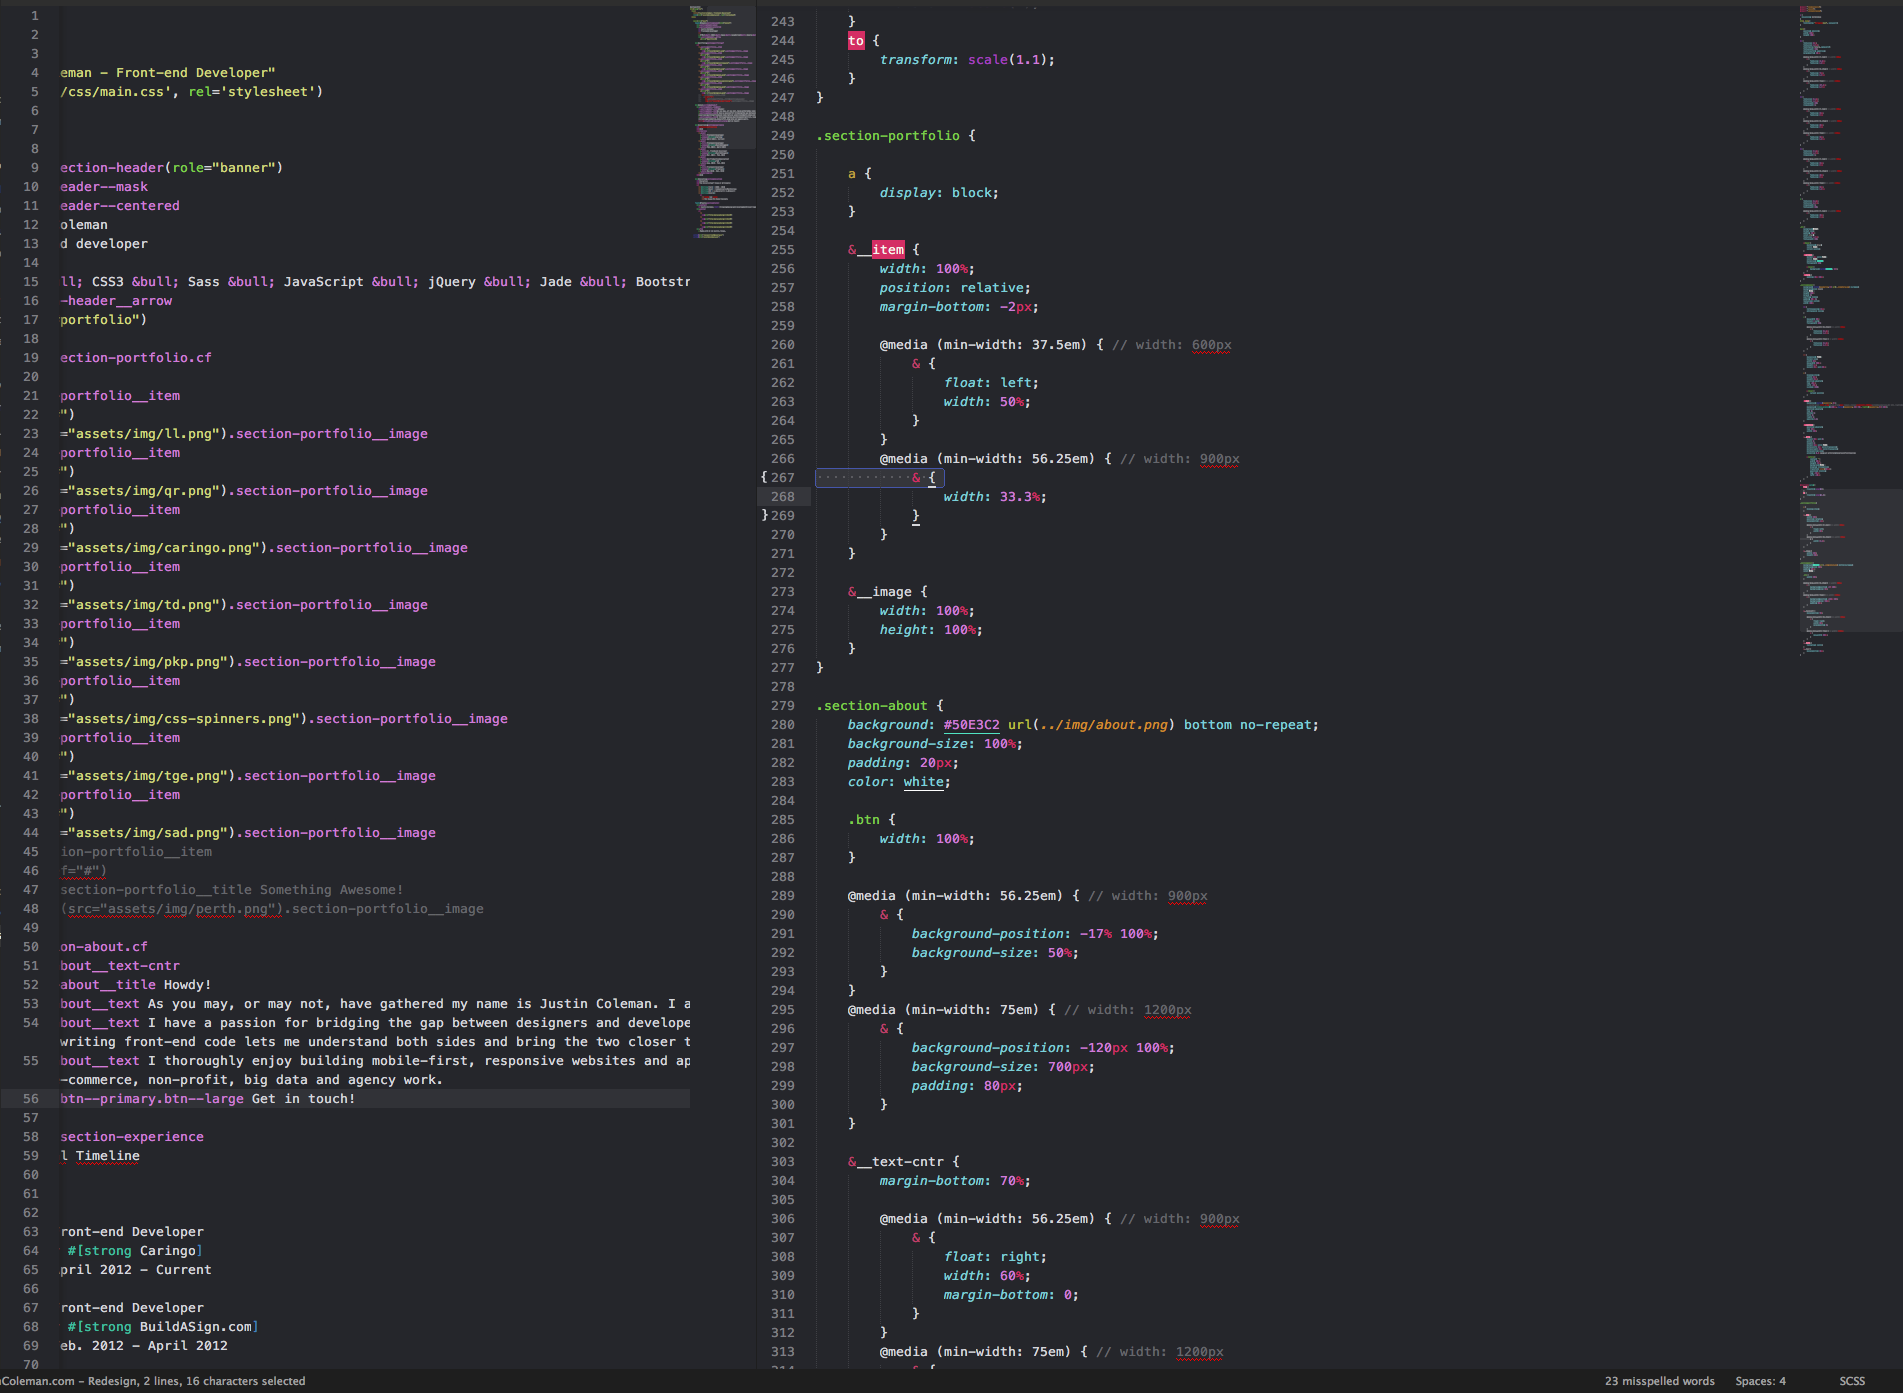 1
2
3
4 eman - Front-end Developer"
5 /css/main.css', rel='stylesheet')
6
7
8
9 ection-header(role="banner")
10 eader--mask
11 eader--centered
12 oleman
13 d developer
14
15 ll; CSS3 &bull; Sass &bull; JavaScript &bull; jQuery &bull; Jade &bull; Bootstr
16 -header__arrow
17 portfolio")
18
19 ection-portfolio.cf
20
21 portfolio__item
22 ")
23 ="assets/img/ll.png").section-portfolio__image
24 portfolio__item
25 ")
26 ="assets/img/qr.png").section-portfolio__image
27 portfolio__item
28 ")
29 ="assets/img/caringo.png").section-portfolio__image
30 portfolio__item
31 ")
32 ="assets/img/td.png").section-portfolio__image
33 portfolio__item
34 ")
35 ="assets/img/pkp.png").section-portfolio__image
36 portfolio__item
37 ")
38 ="assets/img/css-spinners.png").section-portfolio__image
39 portfolio__item
40 ")
41 ="assets/img/tge.png").section-portfolio__image
42 portfolio__item
43 ")
44 ="assets/img/sad.png").section-portfolio__image
45 ion-portfolio__item
46 f="#")
47 section-portfolio__title Something Awesome!
48 (src="assets/img/perth.png").section-portfolio__image
49
50 on-about.cf
51 bout__text-cntr
52 about__title Howdy!
53 bout__text As you may, or may not, have gathered my name is Justin Coleman. I a
54 bout__text I have a passion for bridging the gap between designers and develope
writing front-end code lets me understand both sides and bring the two closer t
55 bout__text I thoroughly enjoy building mobile-first, responsive websites and ap
-commerce, non-profit, big data and agency work.
56 btn--primary.btn--large Get in touch!
57
58 section-experience
59 l Timeline
60
61
62
63 ront-end Developer
64 #[strong Caringo]
65 pril 2012 - Current
66
67 ront-end Developer
68 #[strong BuildASign.com]
69 eb. 2012 - April 2012
70
243 }
244 to {
245 transform: scale(1.1);
246 }
247 }
248
249 .section-portfolio {
250
251 a {
252 display: block;
253 }
254
255 &__item {
256 width: 100%;
257 position: relative;
258 margin-bottom: -2px;
259
260 @media (min-width: 37.5em) { // width: 600px
261 & {
262 float: left;
263 width: 50%;
264 }
265 }
266 @media (min-width: 56.25em) { // width: 900px
{ 267 & {
268 width: 33.3%;
} 269 }
270 }
271 }
272
273 &__image {
274 width: 100%;
275 height: 100%;
276 }
277 }
278
279 .section-about {
280 background: #50E3C2 url(../img/about.png) bottom no-repeat;
281 background-size: 100%;
282 padding: 20px;
283 color: white;
284
285 .btn {
286 width: 100%;
287 }
288
289 @media (min-width: 56.25em) { // width: 900px
290 & {
291 background-position: -17% 100%;
292 background-size: 50%;
293 }
294 }
295 @media (min-width: 75em) { // width: 1200px
296 & {
297 background-position: -120px 100%;
298 background-size: 700px;
299 padding: 80px;
300 }
301 }
302
303 &__text-cntr {
304 margin-bottom: 70%;
305
306 @media (min-width: 56.25em) { // width: 900px
307 & {
308 float: right;
309 width: 60%;
310 margin-bottom: 0;
311 }
312 }
313 @media (min-width: 75em) { // width: 1200px
Coleman.com - Redesign, 2 lines, 16 characters selected
23 misspelled words Spaces: 4 SCSS